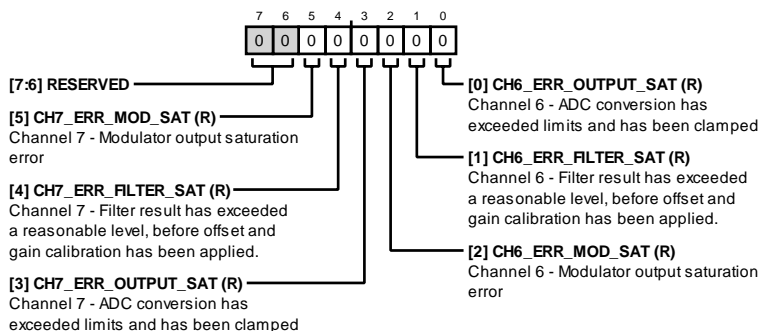 7 6 5 4 3 2 1 0
0 0 0 0 0 0 0 0
[7:6] RESERVED
[5] CH7_ERR_MOD_SAT (R)
Channel 7 - Modulator output saturation
error
[4] CH7_ERR_FILTER_SAT (R)
Channel 7 - Filter result has exceeded
a reasonable level, before offset and
gain calibration has been applied.
[3] CH7_ERR_OUTPUT_SAT (R)
Channel 7 - ADC conversion has
exceeded limits and has been clamped
[0] CH6_ERR_OUTPUT_SAT (R)
Channel 6 - ADC conversion has
exceeded limits and has been clamped
[1] CH6_ERR_FILTER_SAT (R)
Channel 6 - Filter result has exceeded
a reasonable level, before offset and
gain calibration has been applied.
[2] CH6_ERR_MOD_SAT (R)
Channel 6 - Modulator output saturation
error